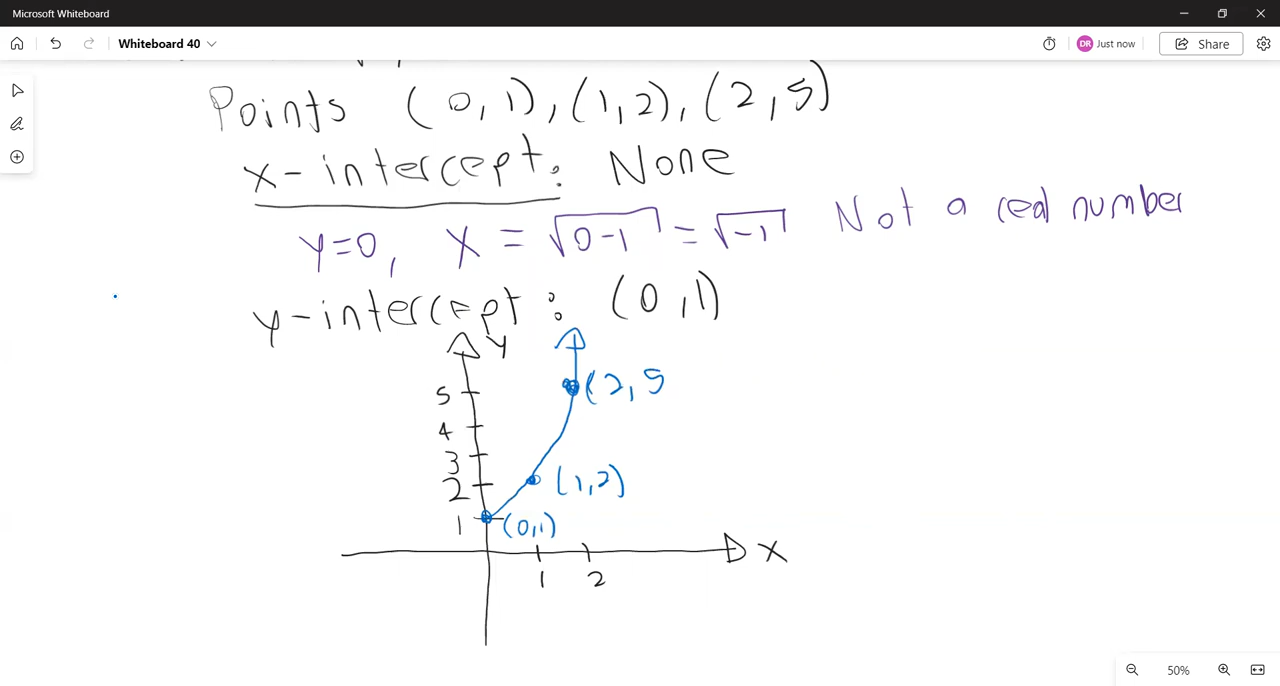 Microsoft Whiteboard
Whiteboard 40
DR Just now
Share
Points (0,1), (1,2), (2,5)
x-intercept: None
y=0, x = √0-1 = √-1 Not a real number
y-intercept: (0,1)
Y
5
(2,5
4
3
2
(1,2)
1
(0,1)
X
1 2
50%